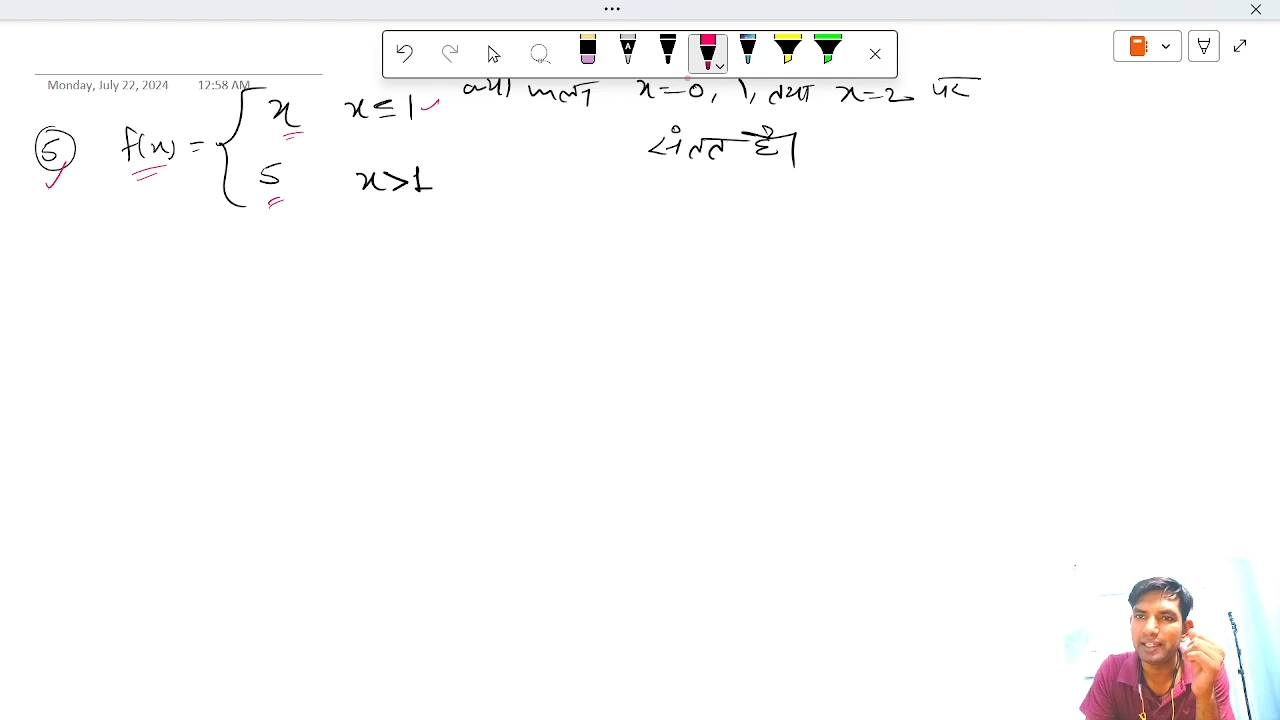 Monday, July 22, 2024 12:58 AM
क्या फलन x=0, 1, तथा x=2 पर
x x≤1
⑤ f(x) =
संतत है।
5 x>1